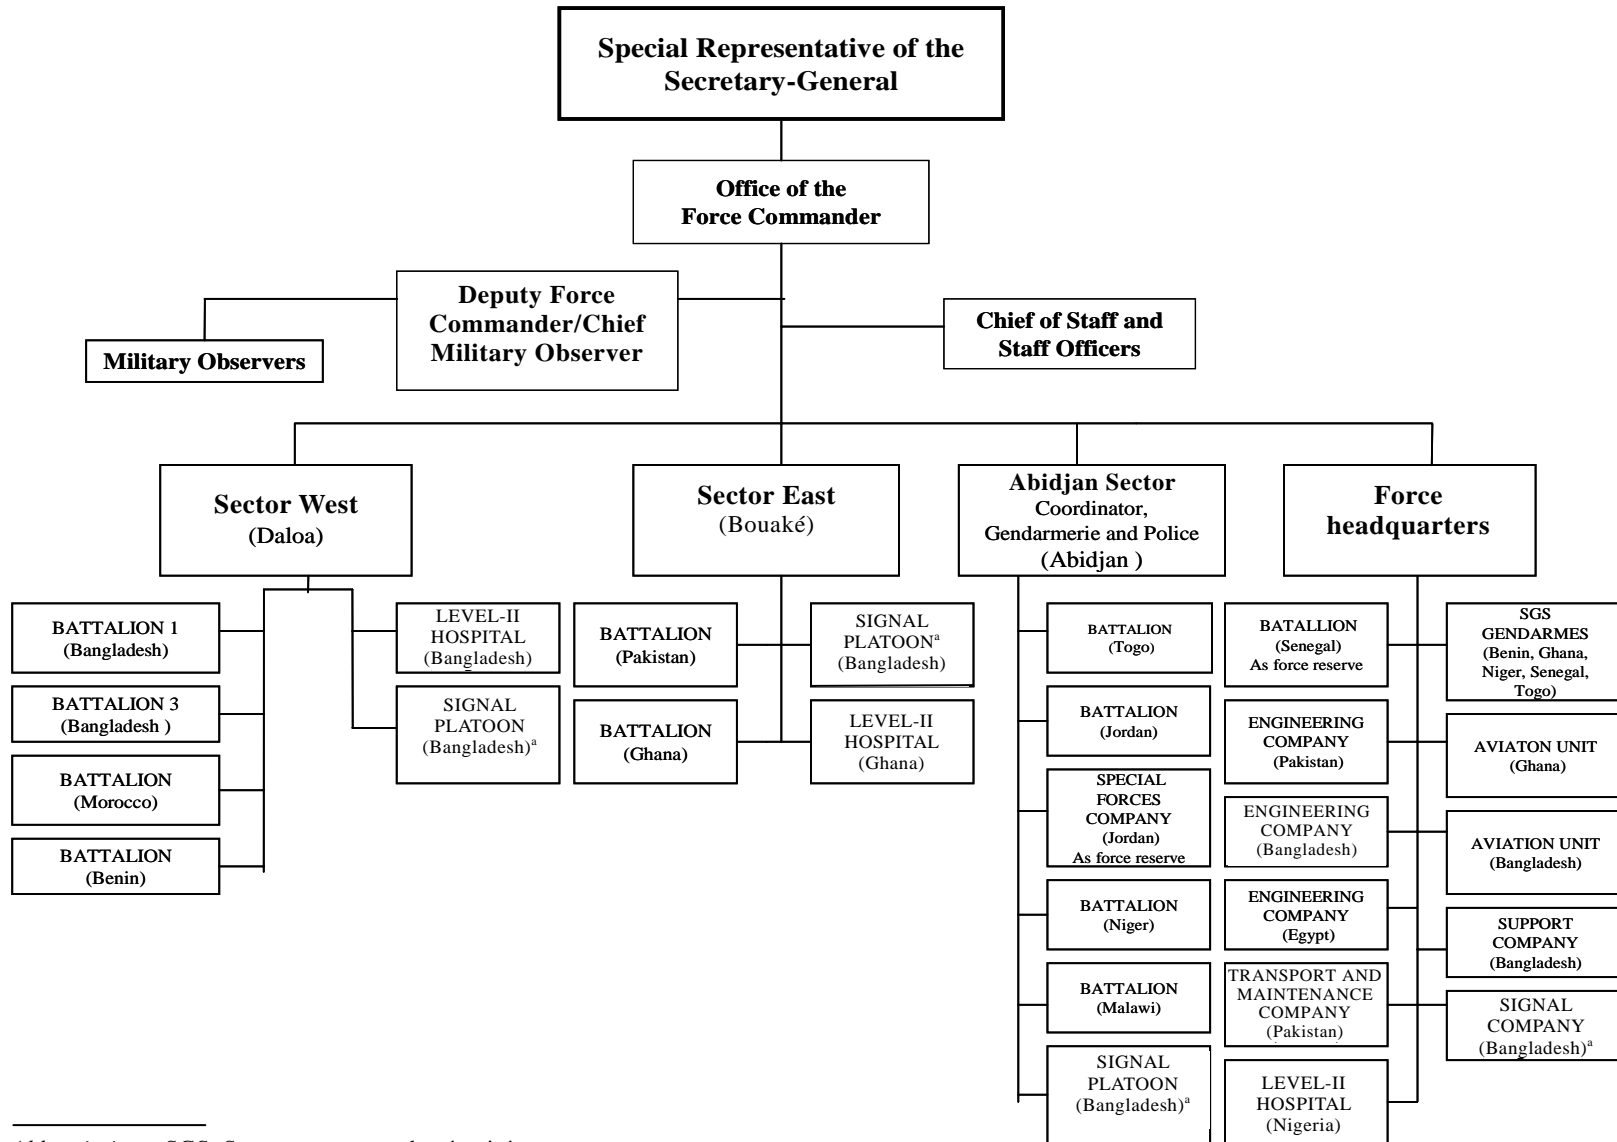 Special Representative of the
Secretary-General
Office of the
Force Commander
Deputy Force
Commander/Chief
Military Observer
Chief of Staff and
Staff Officers
Military Observers
Sector West
(Daloa)
Sector East
(Bouaké)
Abidjan Sector
Coordinator,
Gendarmerie and Police
(Abidjan )
Force
headquarters
BATTALION 1
(Bangladesh)
BATTALION 3
(Bangladesh )
BATTALION
(Morocco)
BATTALION
(Benin)
LEVEL-II
HOSPITAL
(Bangladesh)
SIGNAL
PLATOON
(Bangladesh)a
BATTALION
(Pakistan)
BATTALION
(Ghana)
SIGNAL
PLATOONa
(Bangladesh)
LEVEL-II
HOSPITAL
(Ghana)
BATTALION
(Togo)
BATTALION
(Jordan)
SPECIAL
FORCES
COMPANY
(Jordan)
As force reserve
BATTALION
(Niger)
BATTALION
(Malawi)
SIGNAL
PLATOON
(Bangladesh)a
BATALLION
(Senegal)
As force reserve
ENGINEERING
COMPANY
(Pakistan)
ENGINEERING
COMPANY
(Bangladesh)
ENGINEERING
COMPANY
(Egypt)
TRANSPORT AND
MAINTENANCE
COMPANY
(Pakistan)
LEVEL-II
HOSPITAL
(Nigeria)
SGS
GENDARMES
(Benin, Ghana,
Niger, Senegal,
Togo)
AVIATON UNIT
(Ghana)
AVIATION UNIT
(Bangladesh)
SUPPORT
COMPANY
(Bangladesh)
SIGNAL
COMPANY
(Bangladesh)a